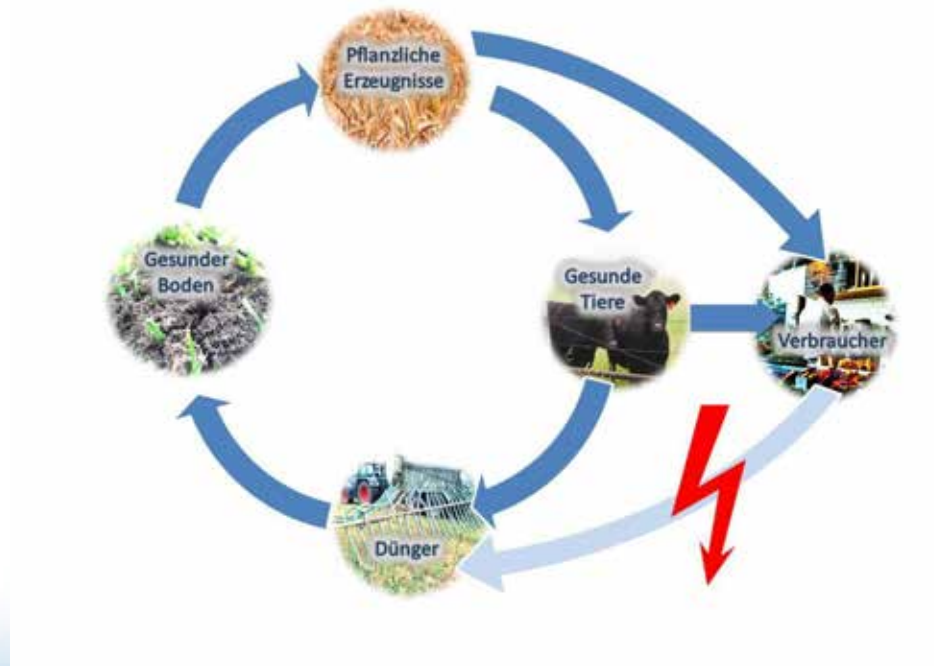 Pflanzliche
Erzeugnisse
Gesunder
Boden
Gesunde
Tiere
Verbraucher
Dünger